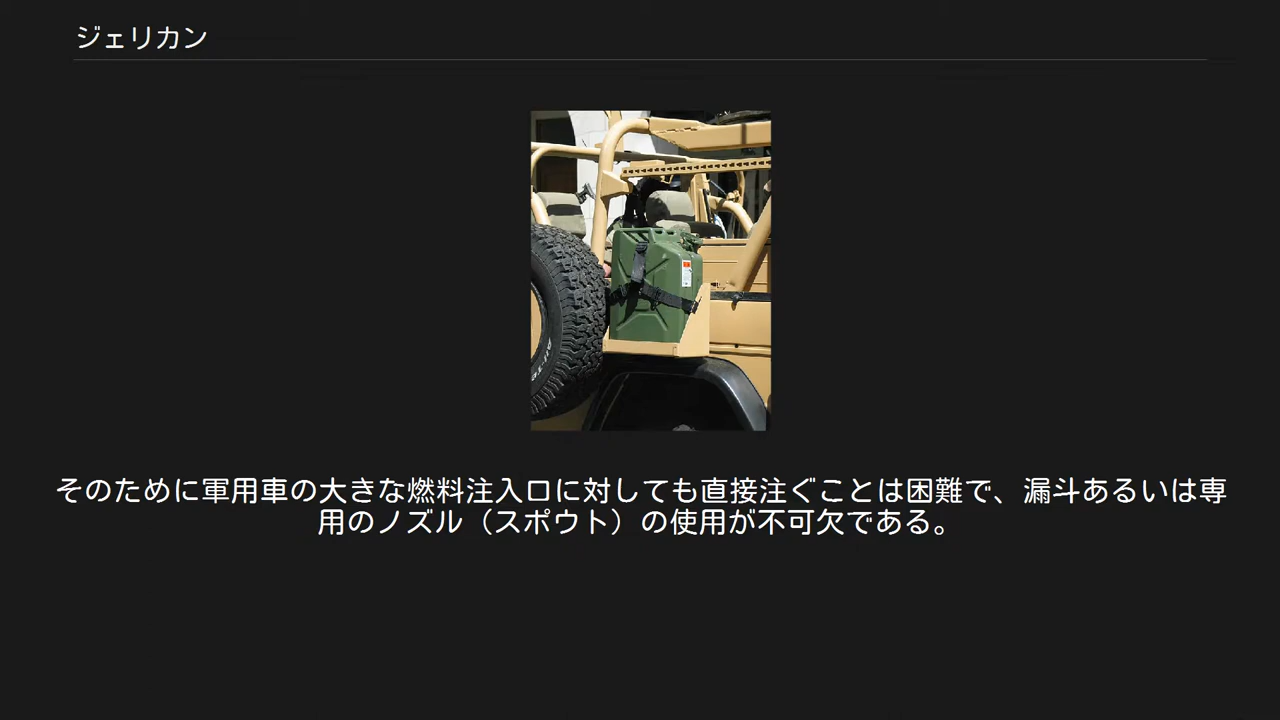 ジェリカン
そのために軍用車の大きな燃料注入口に対しても直接注ぐことは困難で、漏斗あるいは専
用のノズル（スポウト）の使用が不可欠である。